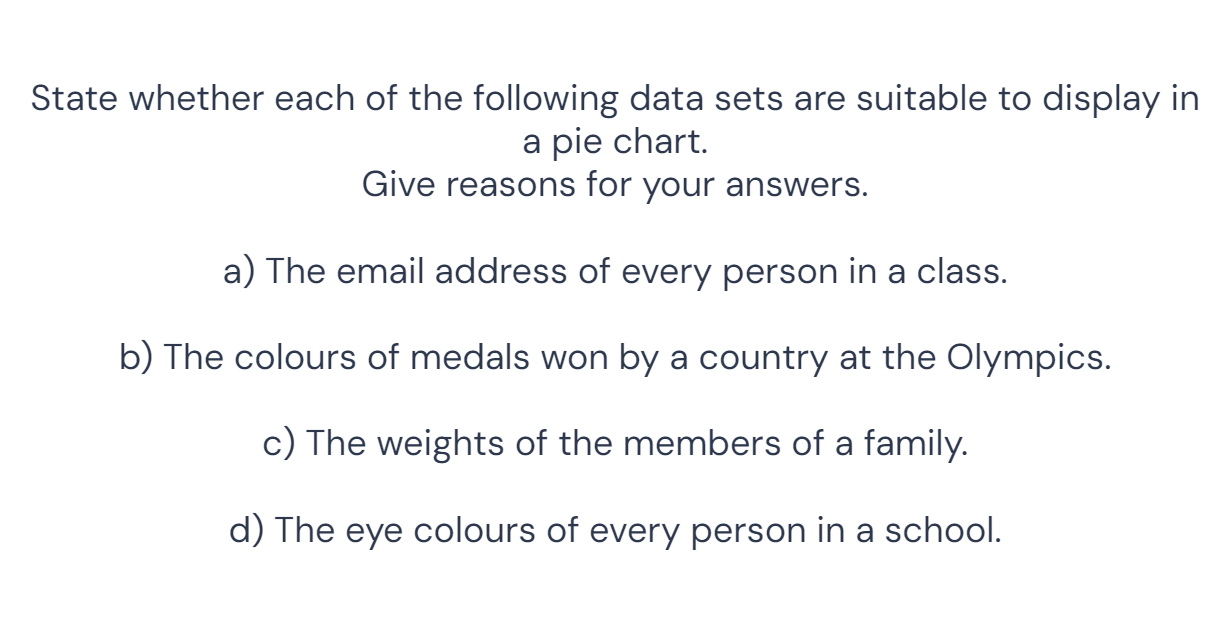 State whether each of the following data sets are suitable to display in
a pie chart.
Give reasons for your answers.
a) The email address of every person in a class.
b) The colours of medals won by a country at the Olympics.
c) The weights of the members of a family.
d) The eye colours of every person in a school.